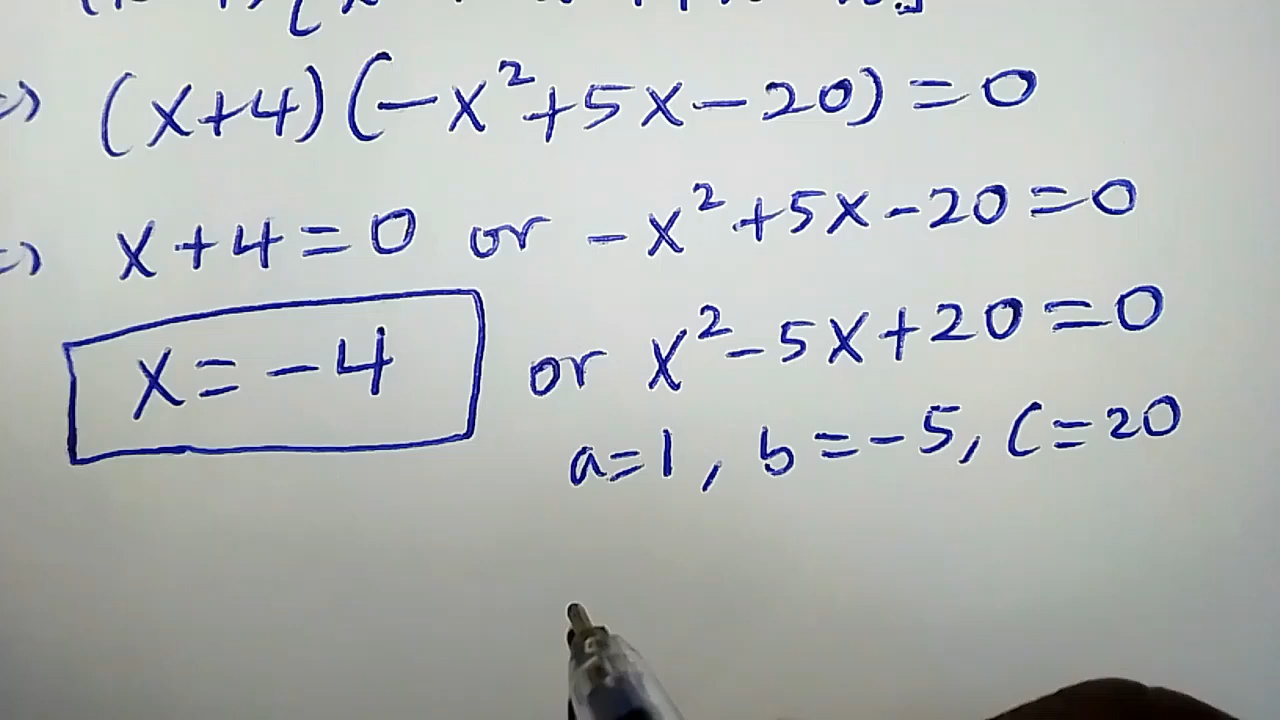 =) (x+4)(-x²+5x-20)=0
=) x+4=0 or -x²+5x-20=0
x=-4 or x²-5x+20=0
a=1, b=-5, c=20